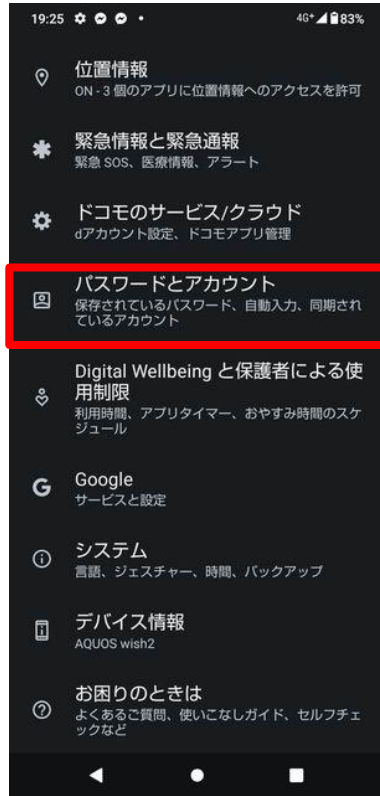 19:25 4G+ 83%
位置情報
ON - 3 個のアプリに位置情報へのアクセスを許可
緊急情報と緊急通報
緊急 SOS、医療情報、アラート
ドコモのサービス/クラウド
dアカウント設定、ドコモアプリ管理
パスワードとアカウント
保存されているパスワード、自動入力、同期され
ているアカウント
Digital Wellbeing と保護者による使
用制限
利用時間、アプリタイマー、おやすみ時間のスケ
ジュール
Google
サービスと設定
システム
言語、ジェスチャー、時間、バックアップ
デバイス情報
AQUOS wish2
お困りのときは
よくあるご質問、使いこなしガイド、セルフチェ
ックなど